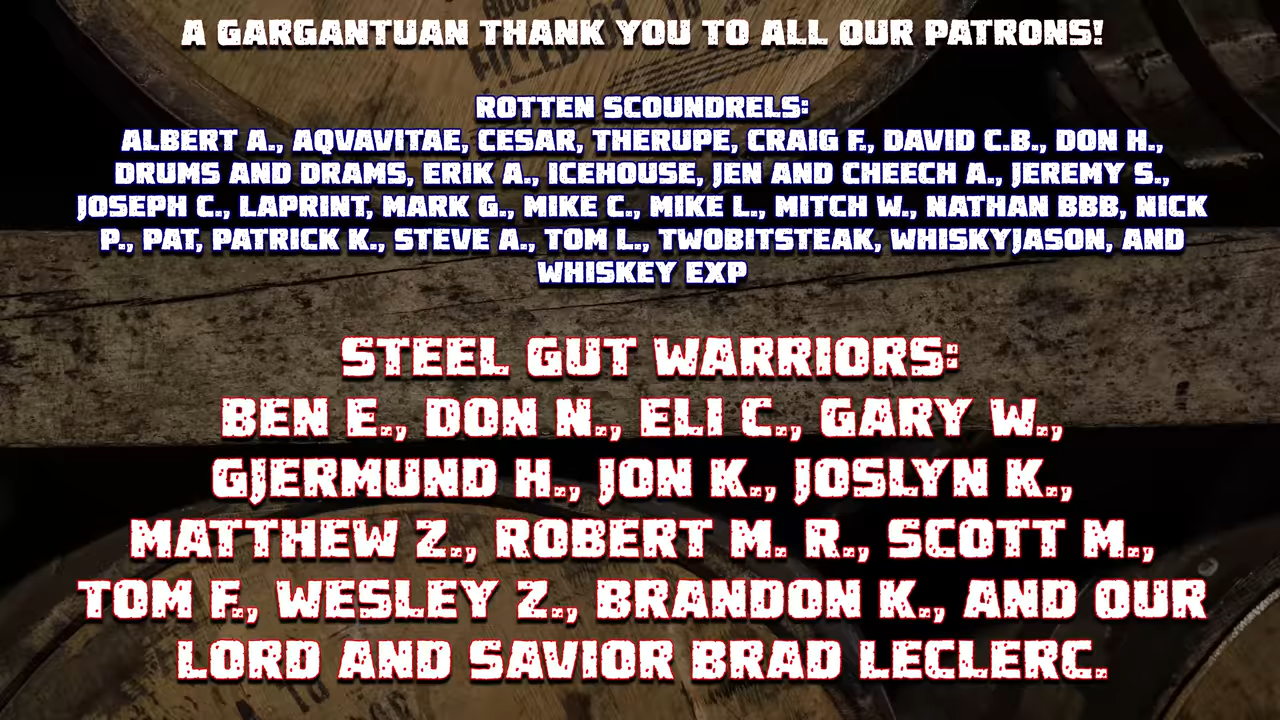 A GARGANTUAN THANK YOU TO ALL OUR PATRONS!
ROTTEN SCOUNDRELS:
ALBERT A., AQVAVITAE, CESAR, THERUPE, CRAIG F., DAVID C.B., DON H.,
DRUMS AND DRAMS, ERIK A., ICEHOUSE, JEN AND CHEECH A., JEREMY S.,
JOSEPH C., LAPRINT, MARK G., MIKE C., MIKE L., MITCH W., NATHAN BBB, NICK
P., PAT, PATRICK K., STEVE A., TOM L., TWOBITSTEAK, WHISKYJASON, AND
WHISKEY EXP
STEEL GUT WARRIORS:
BEN E., DON N., ELI C., GARY W.,
GJERMUND H., JON K., JOSLYN K.,
MATTHEW Z., ROBERT M. R., SCOTT M.,
TOM F., WESLEY Z., BRANDON K., AND OUR
LORD AND SAVIOR BRAD LECLERC.